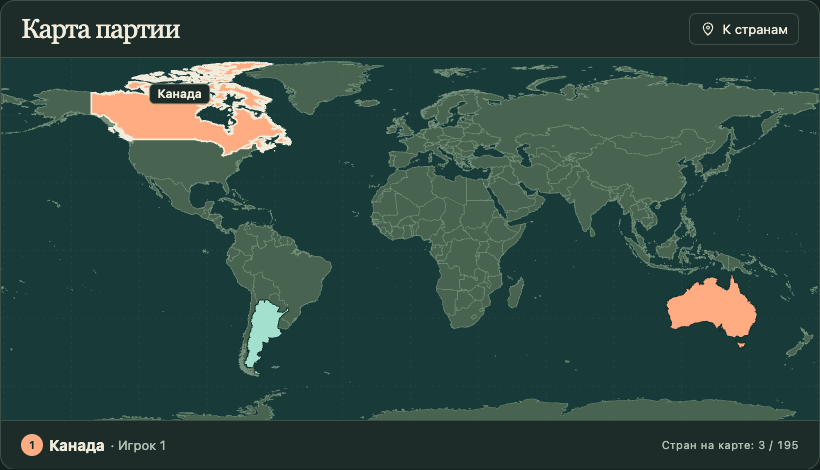 Карта партии
К странам
Канада
1 Канада · Игрок 1
Стран на карте: 3 / 195